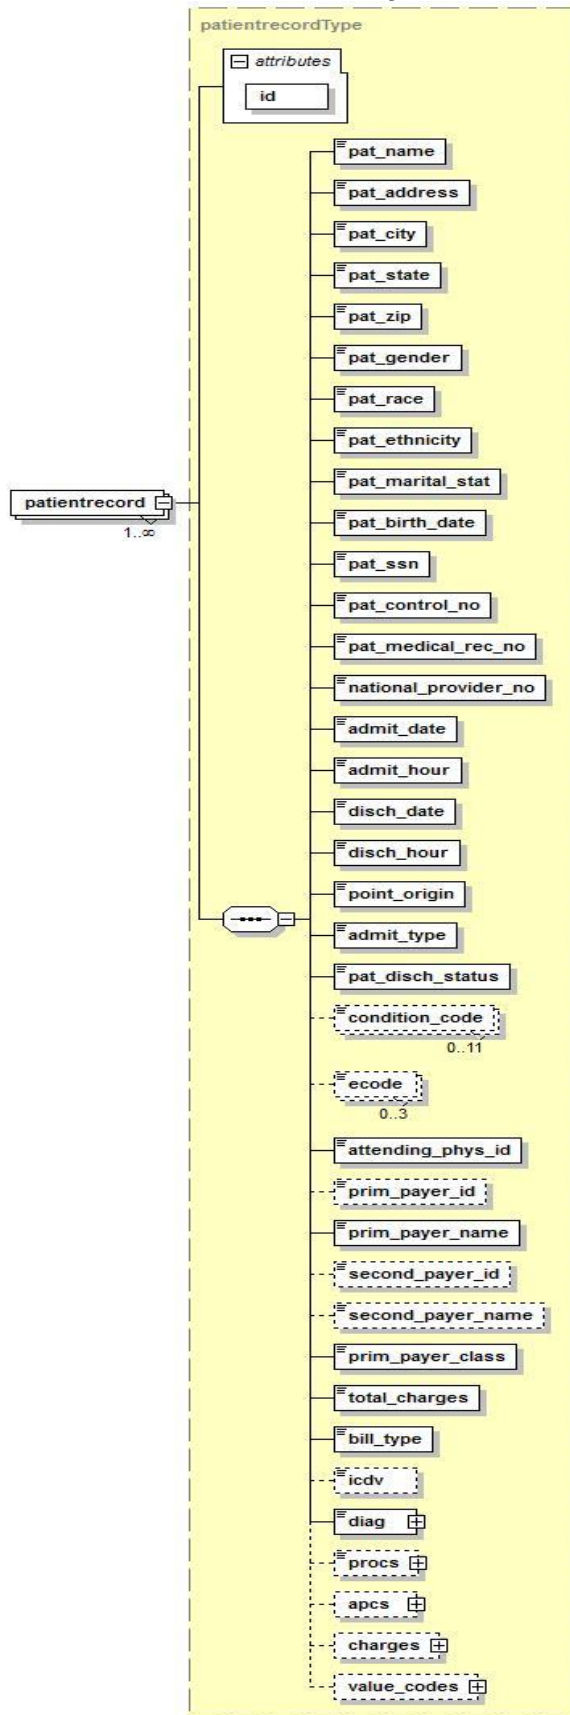 patientrecordType
attributes
id
pat_name
pat_address
pat_city
pat_state
pat_zip
pat_gender
pat_race
pat_ethnicity
pat_marital_stat
patientrecord
1..∞
pat_birth_date
pat_ssn
pat_control_no
pat_medical_rec_no
national_provider_no
admit_date
admit_hour
disch_date
disch_hour
point_origin
admit_type
pat_disch_status
condition_code
0..11
ecode
0..3
attending_phys_id
prim_payer_id
prim_payer_name
second_payer_id
second_payer_name
prim_payer_class
total_charges
bill_type
icdv
diag
procs
apcs
charges
value_codes